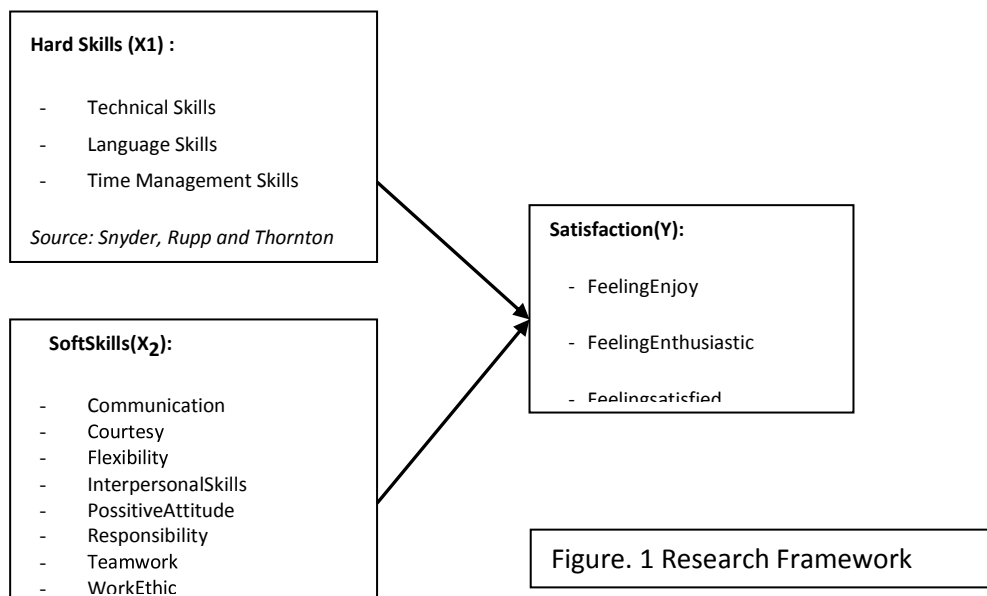 Hard Skills (X1) :
- Technical Skills
- Language Skills
- Time Management Skills
Source: Snyder, Rupp and Thornton
SoftSkills(X2):
- Communication
- Courtesy
- Flexibility
- InterpersonalSkills
- PossitiveAttitude
- Responsibility
- Teamwork
- WorkEthic
Satisfaction(Y):
- FeelingEnjoy
- FeelingEnthusiastic
- Feelingsatisfied
Figure. 1 Research Framework